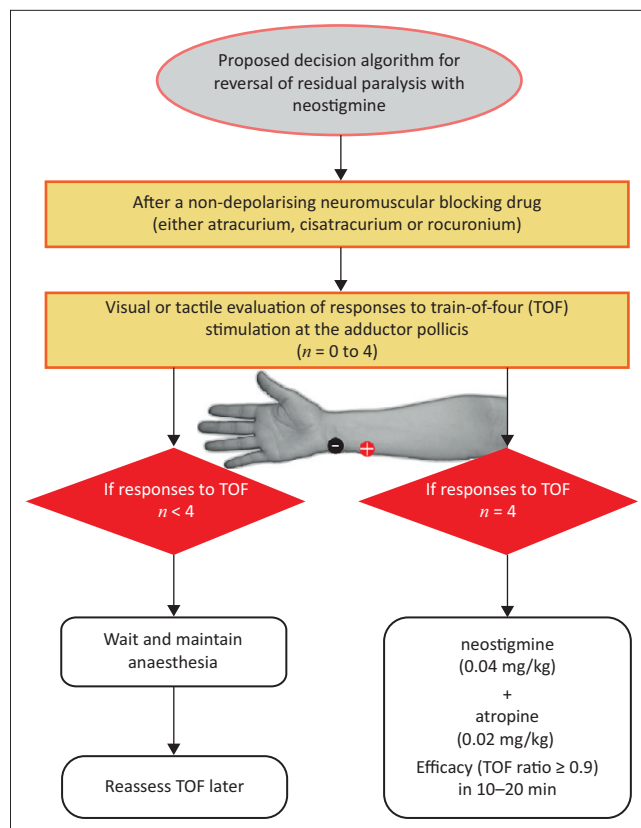 Proposed decision algorithm for
reversal of residual paralysis with
neostigmine
After a non-depolarising neuromuscular blocking drug
(either atracurium, cisatracurium or rocuronium)
Visual or tactile evaluation of responses to train-of-four (TOF)
stimulation at the adductor pollicis
(n = 0 to 4)
If responses to TOF
n < 4
If responses to TOF
n = 4
Wait and maintain
anaesthesia
Reassess TOF later
neostigmine
(0.04 mg/kg)
+
atropine
(0.02 mg/kg)
Efficacy (TOF ratio ≥ 0.9)
in 10–20 min